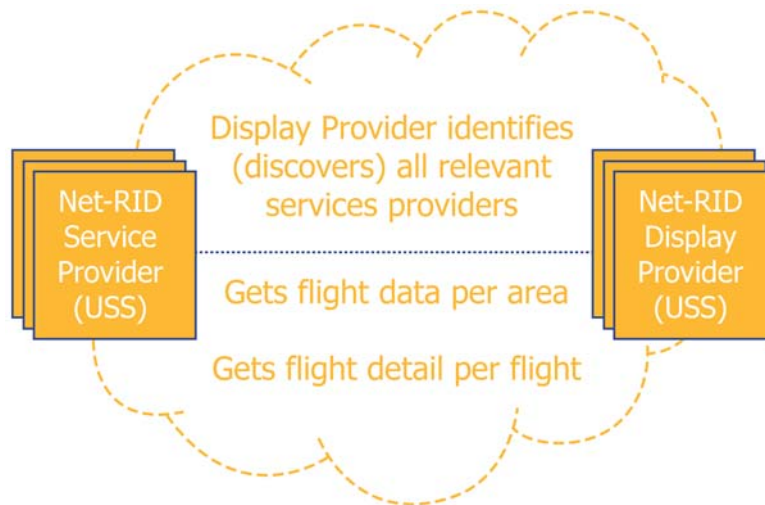 Display Provider identifies
(discovers) all relevant
services providers
Net-RID
Service
Provider
(USS)
Net-RID
Display
Provider
(USS)
Gets flight data per area
Gets flight detail per flight